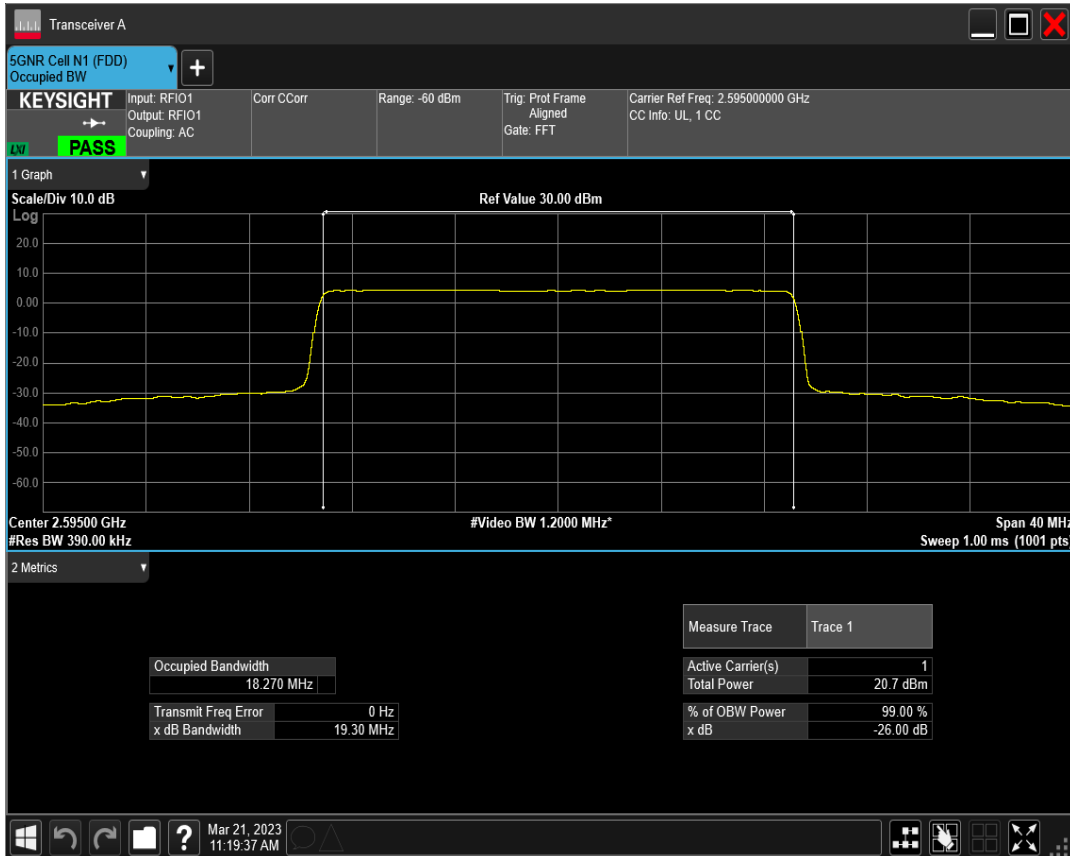 Transceiver A
5GNR Cell N1 (FDD)
Occupied BW
+
KEYSIGHT
LXI
PASS
Input: RFIO1
Output: RFIO1
Coupling: AC
Corr CCorr
Range: -60 dBm
Trig: Prot Frame
Aligned
Gate: FFT
Carrier Ref Freq: 2.595000000 GHz
CC Info: UL, 1 CC
1 Graph
Scale/Div 10.0 dB
Ref Value 30.00 dBm
Log
20.0
10.0
0.00
-10.0
-20.0
-30.0
-40.0
-50.0
-60.0
Center 2.59500 GHz
#Video BW 1.2000 MHz*
Span 40 MHz
#Res BW 390.00 kHz
Sweep 1.00 ms (1001 pts)
2 Metrics
Measure Trace Trace 1
Occupied Bandwidth
18.270 MHz
Active Carrier(s) 1
Total Power 20.7 dBm
Transmit Freq Error 0 Hz
x dB Bandwidth 19.30 MHz
% of OBW Power 99.00 %
x dB -26.00 dB
?
Mar 21, 2023
11:19:37 AM